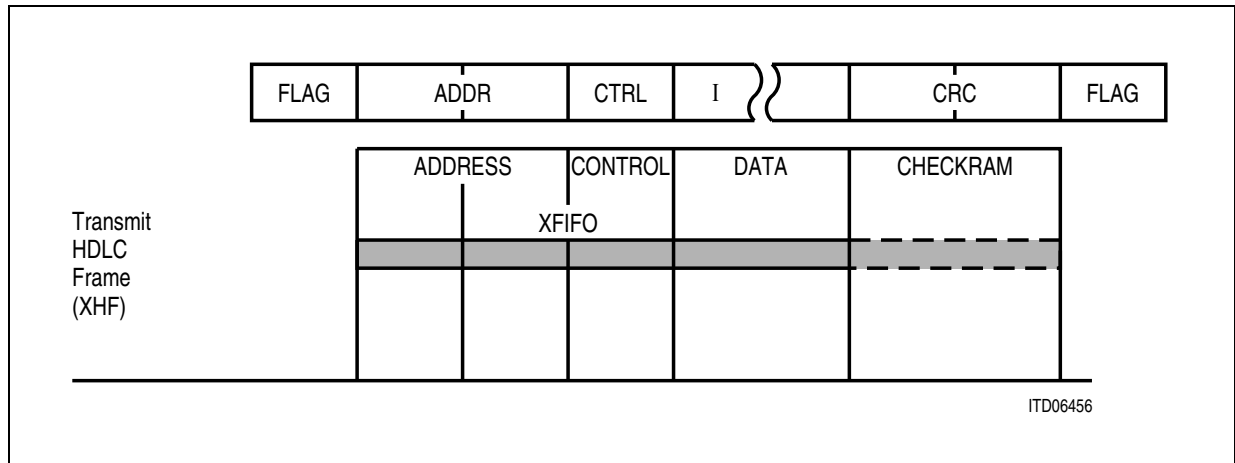 FLAG ADDR CTRL I CRC FLAG
ADDRESS CONTROL DATA CHECKRAM
XFIFO
Transmit
HDLC
Frame
(XHF)
ITD06456